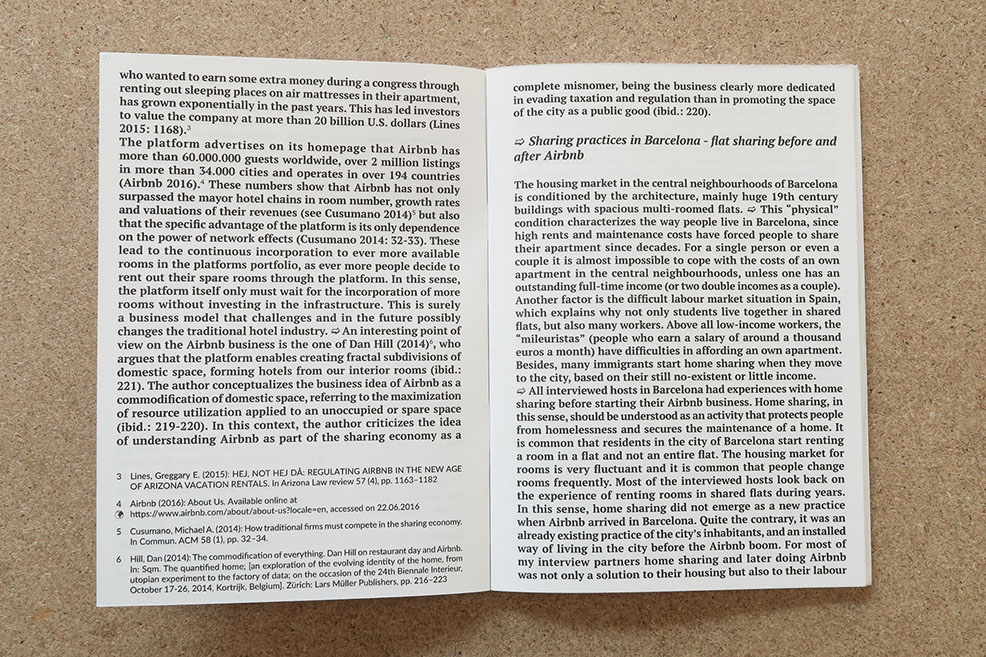 who wanted to earn some extra money during a congress through
renting out sleeping places on air mattresses in their apartment,
has grown exponentially in the past years. This has led investors
to value the company at more than 20 billion U.S. dollars (Lines
2015: 1168).³
The platform advertises on its homepage that Airbnb has
more than 60.000.000 guests worldwide, over 2 million listings
in more than 34.000 cities and operates in over 194 countries
(Airbnb 2016).⁴ These numbers show that Airbnb has not only
surpassed the mayor hotel chains in room number, growth rates
and valuations of their revenues (see Cusumano 2014)⁵ but also
that the specific advantage of the platform is its only dependence
on the power of network effects (Cusumano 2014: 32-33). These
lead to the continuous incorporation to ever more available
rooms in the platforms portfolio, as ever more people decide to
rent out their spare rooms through the platform. In this sense,
the platform itself only must wait for the incorporation of more
rooms without investing in the infrastructure. This is surely
a business model that challenges and in the future possibly
changes the traditional hotel industry. ➯ An interesting point of
view on the Airbnb business is the one of Dan Hill (2014)⁶, who
argues that the platform enables creating fractal subdivisions of
domestic space, forming hotels from our interior rooms (ibid.:
221). The author conceptualizes the business idea of Airbnb as a
commodification of domestic space, referring to the maximization
of resource utilization applied to an unoccupied or spare space
(ibid.: 219-220). In this context, the author criticizes the idea
of understanding Airbnb as part of the sharing economy as a
3 Lines, Greggary E. (2015): HEJ, NOT HEJ DÅ: REGULATING AIRBNB IN THE NEW AGE
OF ARIZONA VACATION RENTALS. In Arizona Law review 57 (4), pp. 1163–1182
4 Airbnb (2016): About Us. Available online at
https://www.airbnb.com/about/about-us?locale=en, accessed on 22.06.2016
5 Cusumano, Michael A. (2014): How traditional firms must compete in the sharing economy.
In Commun. ACM 58 (1), pp. 32–34.
6 Hill, Dan (2014): The commodification of everything. Dan Hill on restaurant day and Airbnb.
In: Sqm. The quantified home; [an exploration of the evolving identity of the home, from
utopian experiment to the factory of data; on the occasion of the 24th Biennale Interieur,
October 17-26, 2014, Kortrijk, Belgium]. Zürich: Lars Müller Publishers, pp. 216–223
complete misnomer, being the business clearly more dedicated
in evading taxation and regulation than in promoting the space
of the city as a public good (ibid.: 220).
➯ Sharing practices in Barcelona - flat sharing before and
after Airbnb
The housing market in the central neighbourhoods of Barcelona
is conditioned by the architecture, mainly huge 19th century
buildings with spacious multi-roomed flats. ➯ This “physical”
condition characterizes the way people live in Barcelona, since
high rents and maintenance costs have forced people to share
their apartment since decades. For a single person or even a
couple it is almost impossible to cope with the costs of an own
apartment in the central neighbourhoods, unless one has an
outstanding full-time income (or two double incomes as a couple).
Another factor is the difficult labour market situation in Spain,
which explains why not only students live together in shared
flats, but also many workers. Above all low-income workers, the
“mileuristas” (people who earn a salary of around a thousand
euros a month) have difficulties in affording an own apartment.
Besides, many immigrants start home sharing when they move
to the city, based on their still no-existent or little income.
➯ All interviewed hosts in Barcelona had experiences with home
sharing before starting their Airbnb business. Home sharing, in
this sense, should be understood as an activity that protects people
from homelessness and secures the maintenance of a home. It
is common that residents in the city of Barcelona start renting
a room in a flat and not an entire flat. The housing market for
rooms is very fluctuant and it is common that people change
rooms frequently. Most of the interviewed hosts look back on
the experience of renting rooms in shared flats during years.
In this sense, home sharing did not emerge as a new practice
when Airbnb arrived in Barcelona. Quite the contrary, it was an
already existing practice of the city’s inhabitants, and an installed
way of living in the city before the Airbnb boom. For most of
my interview partners home sharing and later doing Airbnb
was not only a solution to their housing but also to their labour